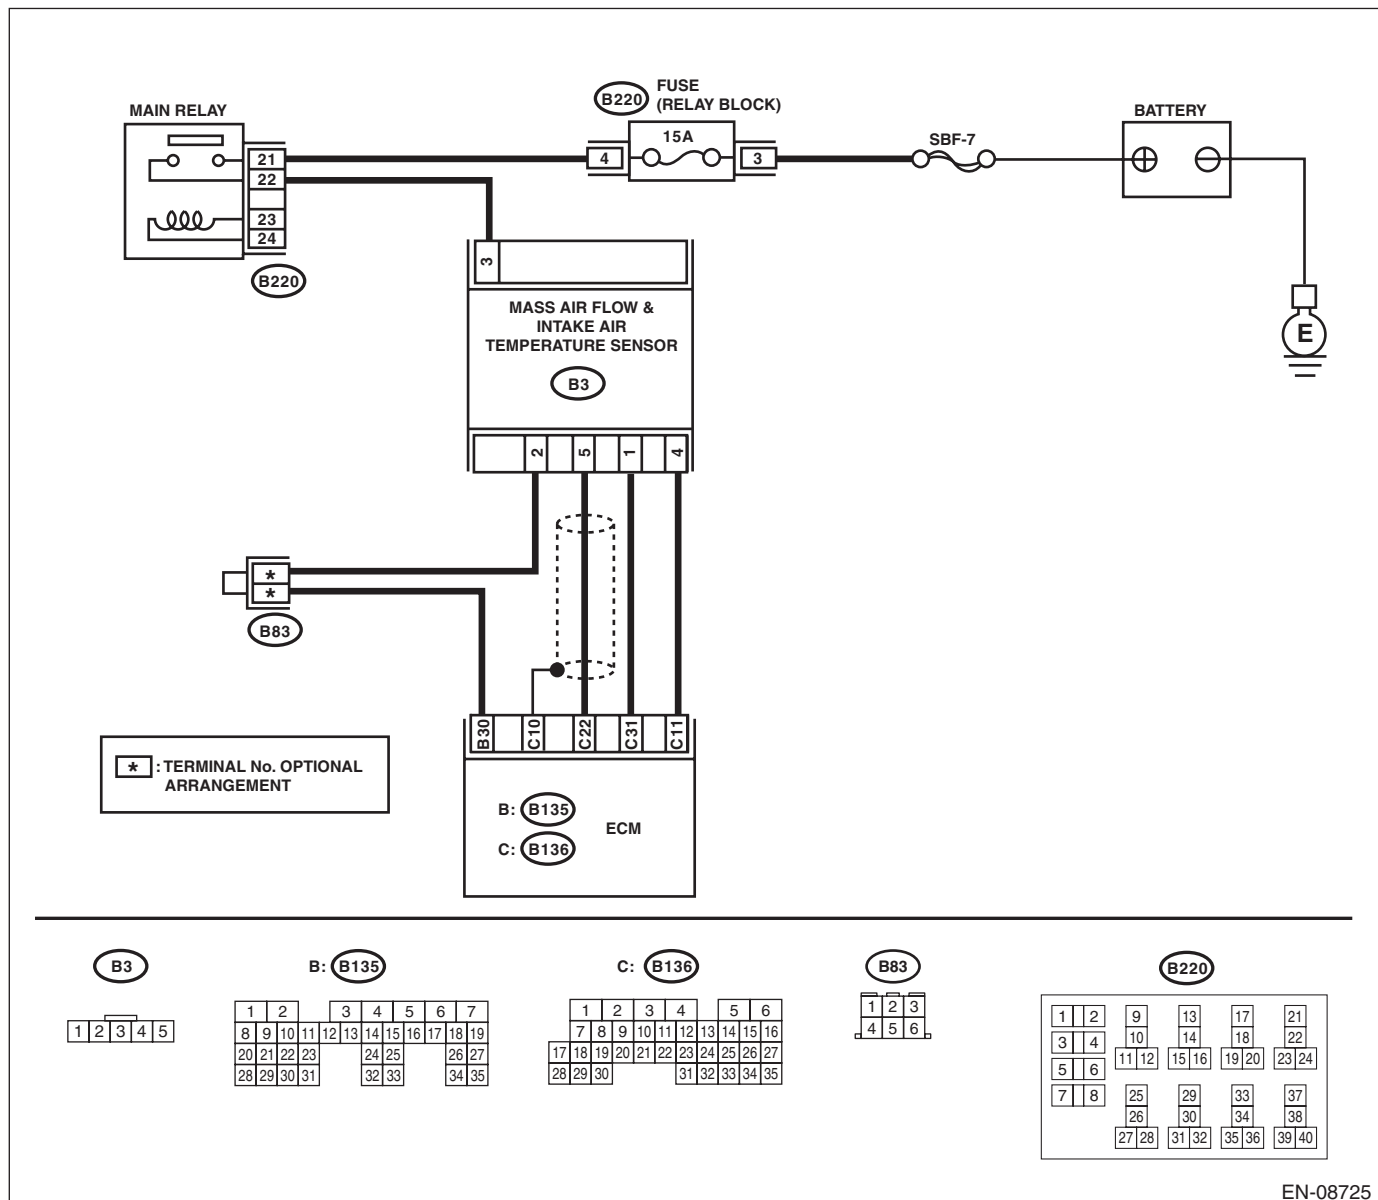 FUSE
B220 (RELAY BLOCK)
MAIN RELAY
BATTERY
15A
SBF-7
21
4
3
22
23
24
B220
3
E
MASS AIR FLOW &
INTAKE AIR
TEMPERATURE SENSOR
B3
2 5 1 4
*
*
B83
B30 C10 C22 C31 C11
* : TERMINAL No. OPTIONAL
ARRANGEMENT
B: B135
ECM
C: B136
B3
1 2 3 4 5
B: B135
1 2 3 4 5 6 7
8 9 10 11 12 13 14 15 16 17 18 19
20 21 22 23 24 25 26 27
28 29 30 31 32 33 34 35
C: B136
1 2 3 4 5 6
7 8 9 10 11 12 13 14 15 16
17 18 19 20 21 22 23 24 25 26 27
28 29 30 31 32 33 34 35
B83
1 2 3
4 5 6
B220
1 2 9 13 17 21
3 4 10 14 18 22
5 6 11 12 15 16 19 20 23 24
7 8 25 29 33 37
26 30 34 38
27 28 31 32 35 36 39 40
EN-08725